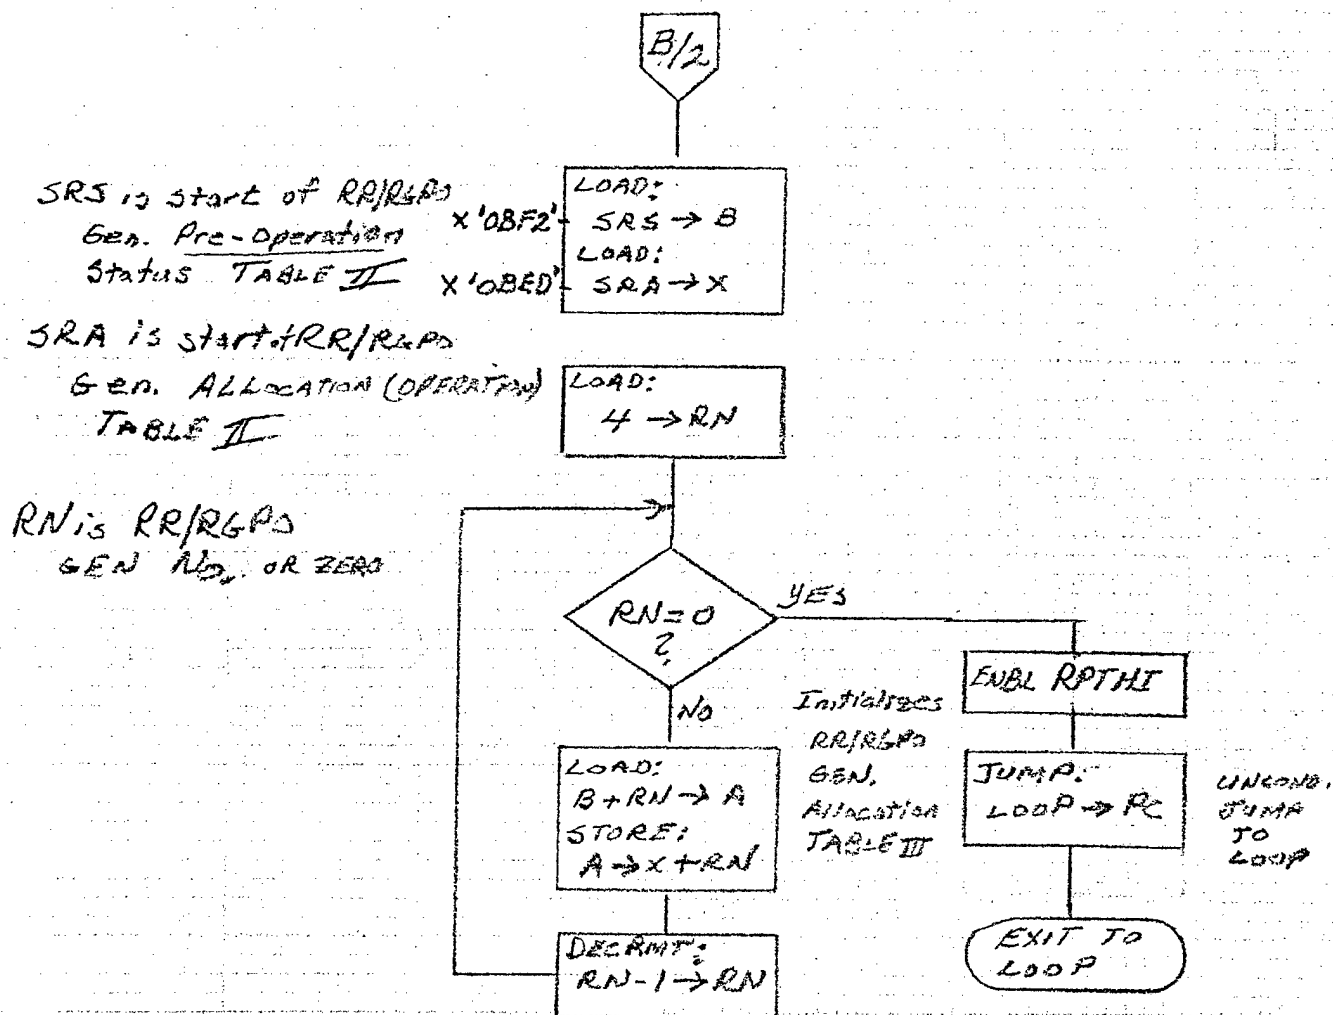 B/2
SRS is start of RR/RGPO
Gen. Pre-Operation
Status TABLE II
X'0BF2'
X'0BED'
LOAD:
SRS → B
LOAD:
SRA → X
SRA is start of RR/RGPO
Gen. ALLOCATION (OPERATION)
TABLE II
LOAD:
4 → RN
RN is RR/RGPO
GEN No. OR ZERO
RN=0
?
YES
NO
ENBL RPTHI
LOAD:
B+RN → A
STORE:
A → X+RN
Initializes
RR/RGPO
GEN.
Allocation
TABLE III
JUMP:
LOOP → PC
UNCOND.
JUMP
TO
LOOP
DECRMT:
RN-1 → RN
EXIT TO
LOOP